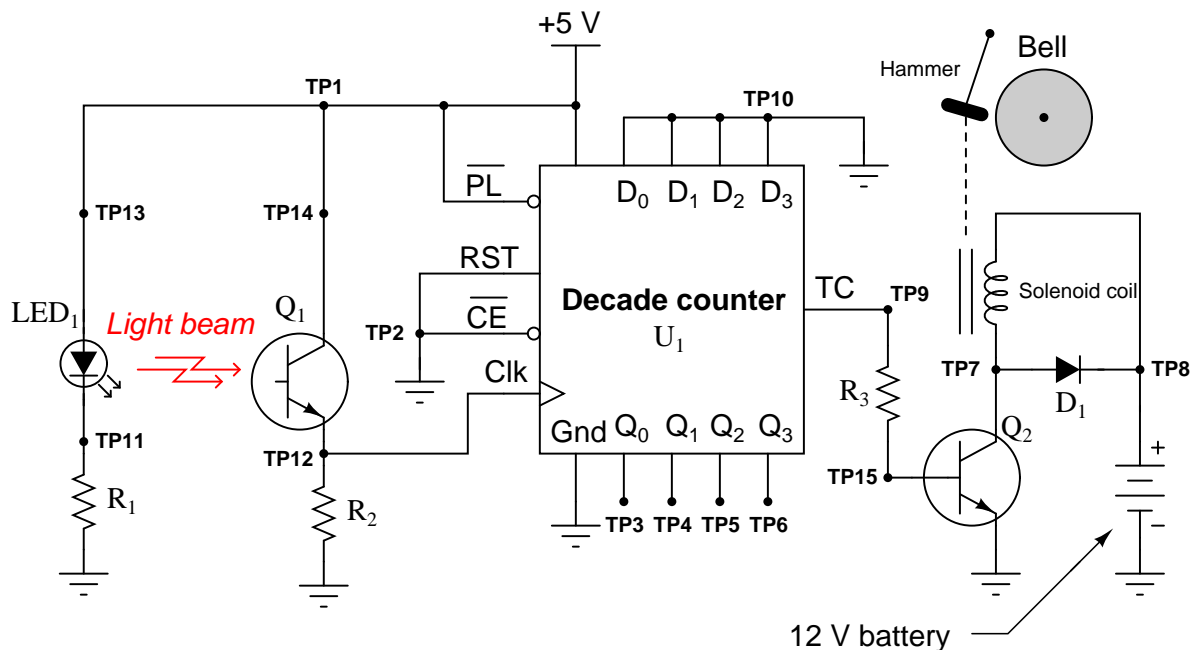 +5 V
Bell
Hammer
TP1
TP10
PL
D0 D1 D2 D3
TP13
TP14
RST
TC
TP9
Decade counter
U1
Solenoid coil
LED1
Light beam
Q1
TP2
CE
Clk
TP7
TP8
R3
D1
TP11
TP12
Gnd
Q0 Q1 Q2 Q3
Q2
TP15
+
R1
R2
TP3 TP4 TP5 TP6
-
12 V battery